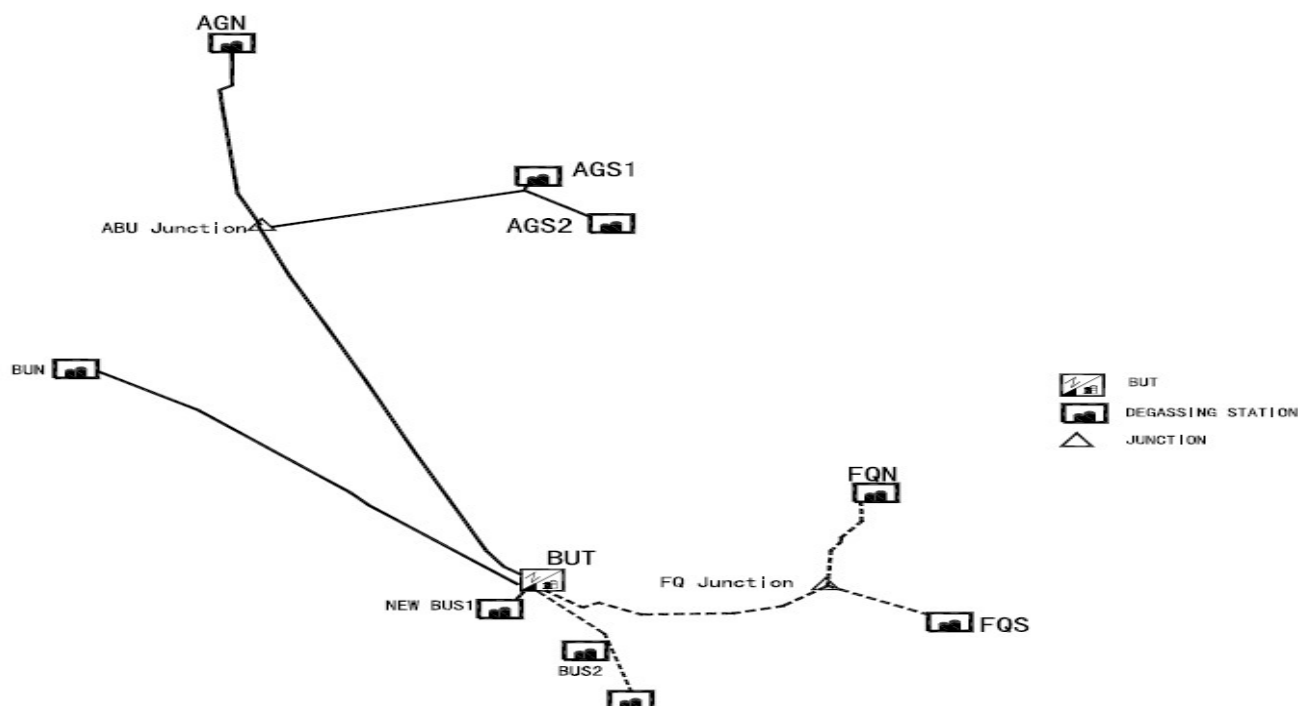 AGN
AGS1
ABU Junction
AGS2
BUN
BUT
DEGASSING STATION
JUNCTION
FQN
BUT
FQ Junction
NEW BUS1
FQS
BUS2